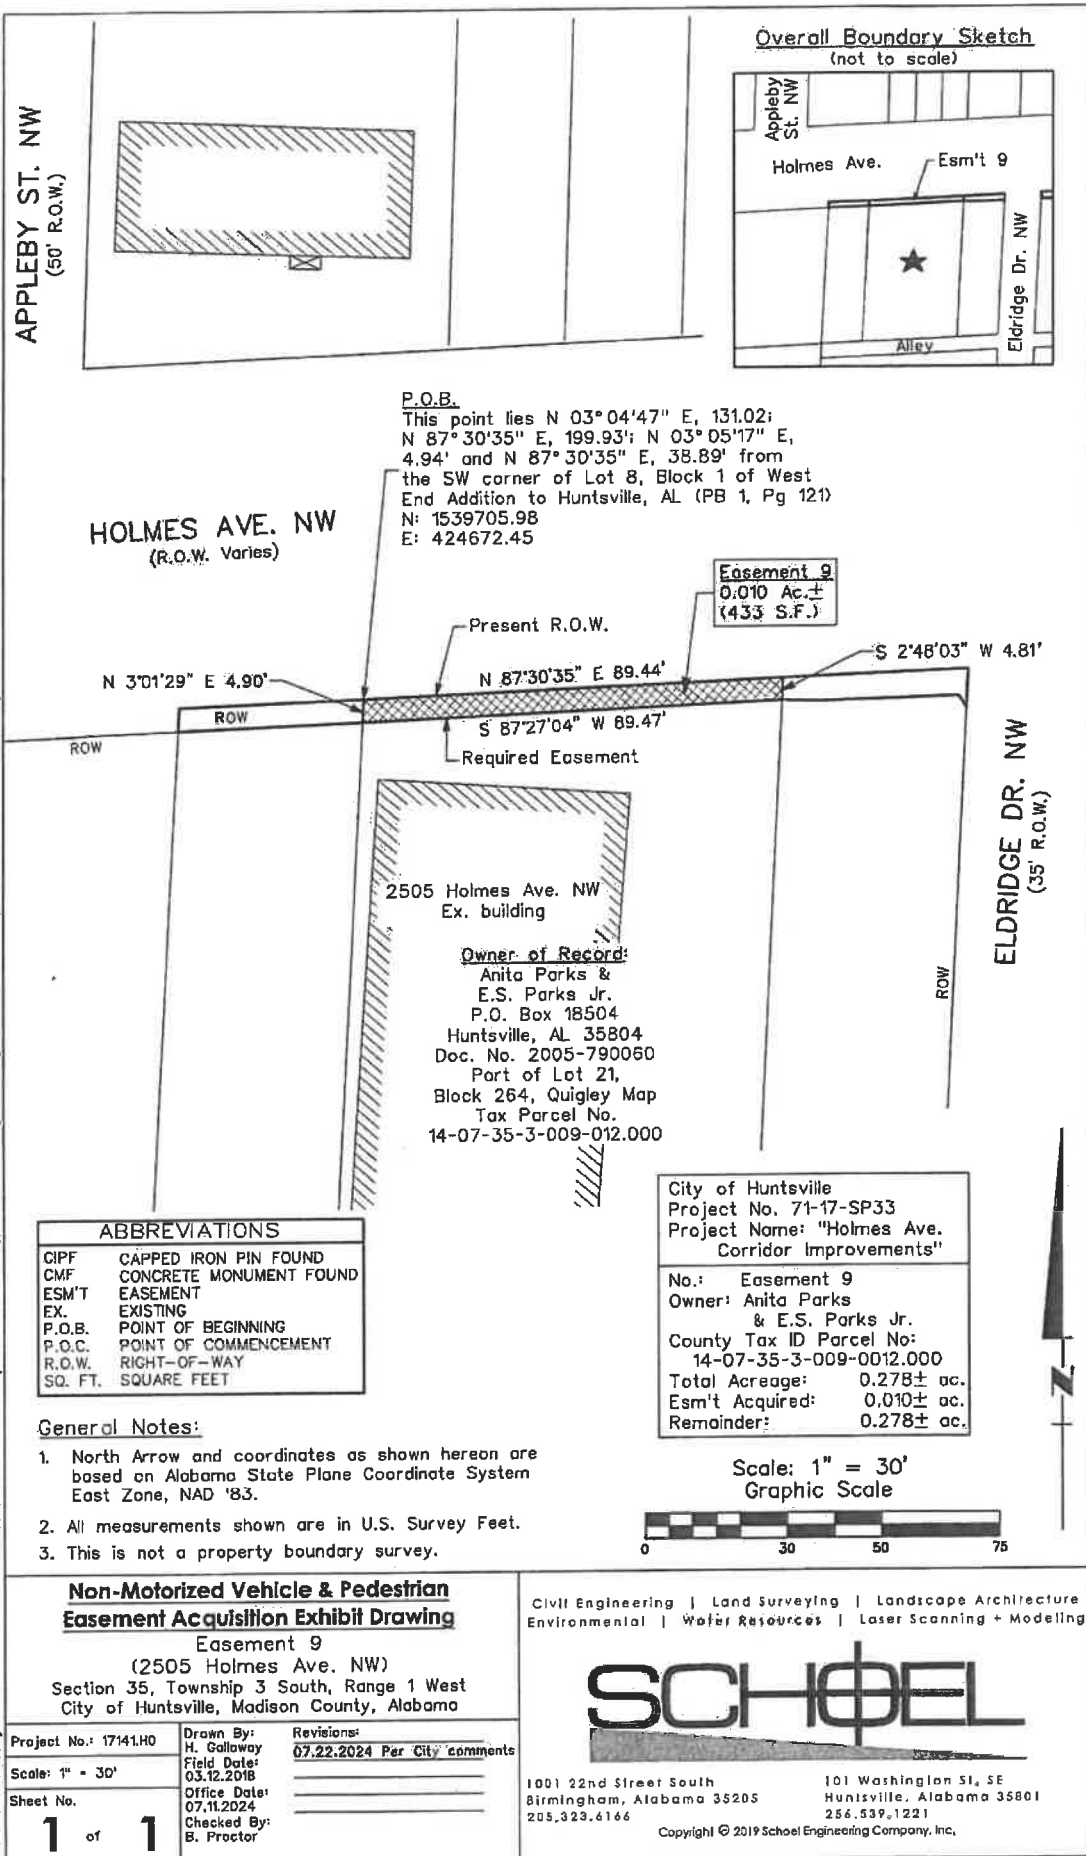 Overall Boundary Sketch
(not to scale)
Appleby
St. NW
Holmes Ave.
Esm't 9
Eldridge Dr. NW
Alley
APPLEBY ST. NW
(50' R.O.W.)
P.O.B.
This point lies N 03°04'47" E, 131.02;
N 87°30'35" E, 199.93'; N 03°05'17" E,
4.94' and N 87°30'35" E, 38.89' from
the SW corner of Lot 8, Block 1 of West
End Addition to Huntsville, AL (PB 1, Pg 121)
N: 1539705.98
E: 424672.45
HOLMES AVE. NW
(R.O.W. Varies)
Easement 9
0.010 Ac.±
(433 S.F.)
Present R.O.W.
S 2°48'03" W 4.81'
N 3°01'29" E 4.90'
N 87°30'35" E 89.44'
ROW
S 87°27'04" W 89.47'
ROW
Required Easement
ELDRIDGE DR. NW
(35' R.O.W.)
ROW
2505 Holmes Ave. NW
Ex. building
Owner of Record:
Anita Parks &
E.S. Parks Jr.
P.O. Box 18504
Huntsville, AL 35804
Doc. No. 2005-790060
Part of Lot 21,
Block 264, Quigley Map
Tax Parcel No.
14-07-35-3-009-012.000
City of Huntsville
Project No. 71-17-SP33
Project Name: "Holmes Ave.
Corridor Improvements"
No.: Easement 9
Owner: Anita Parks
& E.S. Parks Jr.
County Tax ID Parcel No:
14-07-35-3-009-0012.000
Total Acreage: 0.278± ac.
Esm't Acquired: 0.010± ac.
Remainder: 0.278± ac.
N
ABBREVIATIONS
CIPF CAPPED IRON PIN FOUND
CMF CONCRETE MONUMENT FOUND
ESM'T EASEMENT
EX. EXISTING
P.O.B. POINT OF BEGINNING
P.O.C. POINT OF COMMENCEMENT
R.O.W. RIGHT-OF-WAY
SQ. FT. SQUARE FEET
General Notes:
1. North Arrow and coordinates as shown hereon are
based on Alabama State Plane Coordinate System
East Zone, NAD '83.
2. All measurements shown are in U.S. Survey Feet.
3. This is not a property boundary survey.
Scale: 1" = 30'
Graphic Scale
0 30 50 75
Non-Motorized Vehicle & Pedestrian
Easement Acquisition Exhibit Drawing
Easement 9
(2505 Holmes Ave. NW)
Section 35, Township 3 South, Range 1 West
City of Huntsville, Madison County, Alabama
Project No.: 17141.H0
Scale: 1" = 30'
Sheet No.
1 of 1
Drawn By:
H. Galloway
Field Date:
03.12.2018
Office Date:
07.11.2024
Checked By:
B. Proctor
Revisions:
07.22.2024 Per City comments
Civil Engineering | Land Surveying | Landscape Architecture
Environmental | Water Resources | Laser Scanning + Modeling
SCHOEL
1001 22nd Street South
Birmingham, Alabama 35205
205.323.6166
101 Washington St. SE
Huntsville, Alabama 35801
256.539.1221
Copyright © 2019 Schoel Engineering Company, Inc.